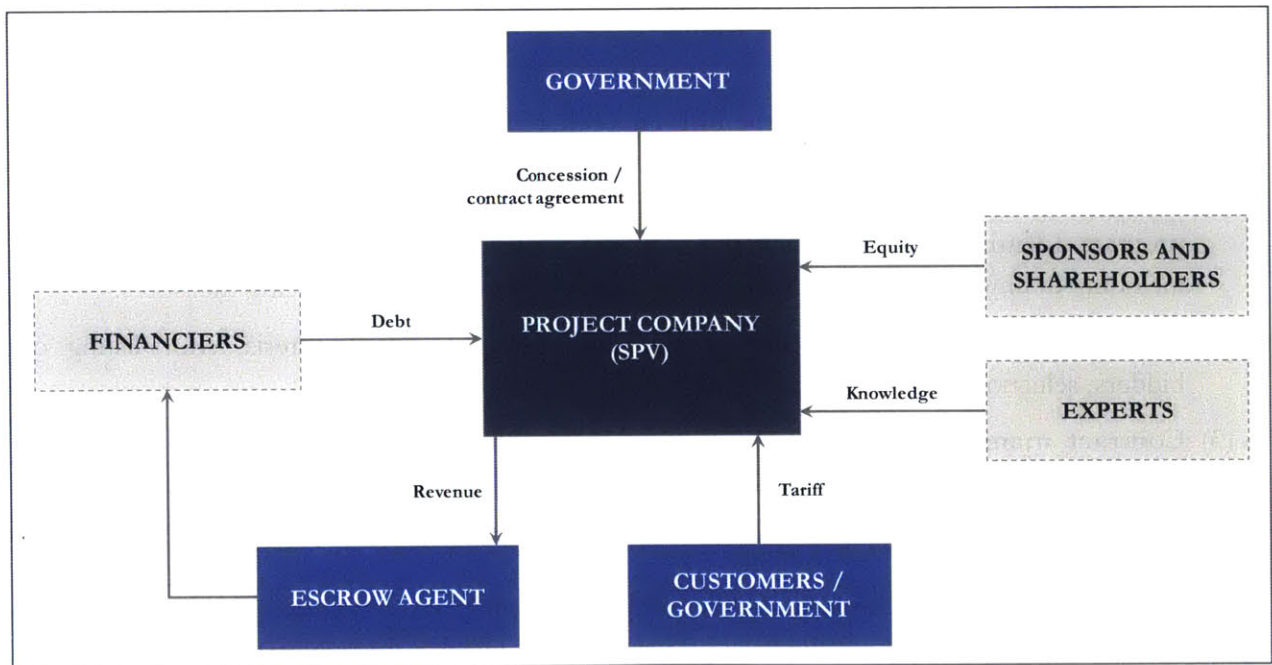 GOVERNMENT
Concession /
contract agreement
Equity
SPONSORS AND
SHAREHOLDERS
FINANCIERS
Debt
PROJECT COMPANY
(SPV)
Knowledge
EXPERTS
Revenue
Tariff
ESCROW AGENT
CUSTOMERS /
GOVERNMENT